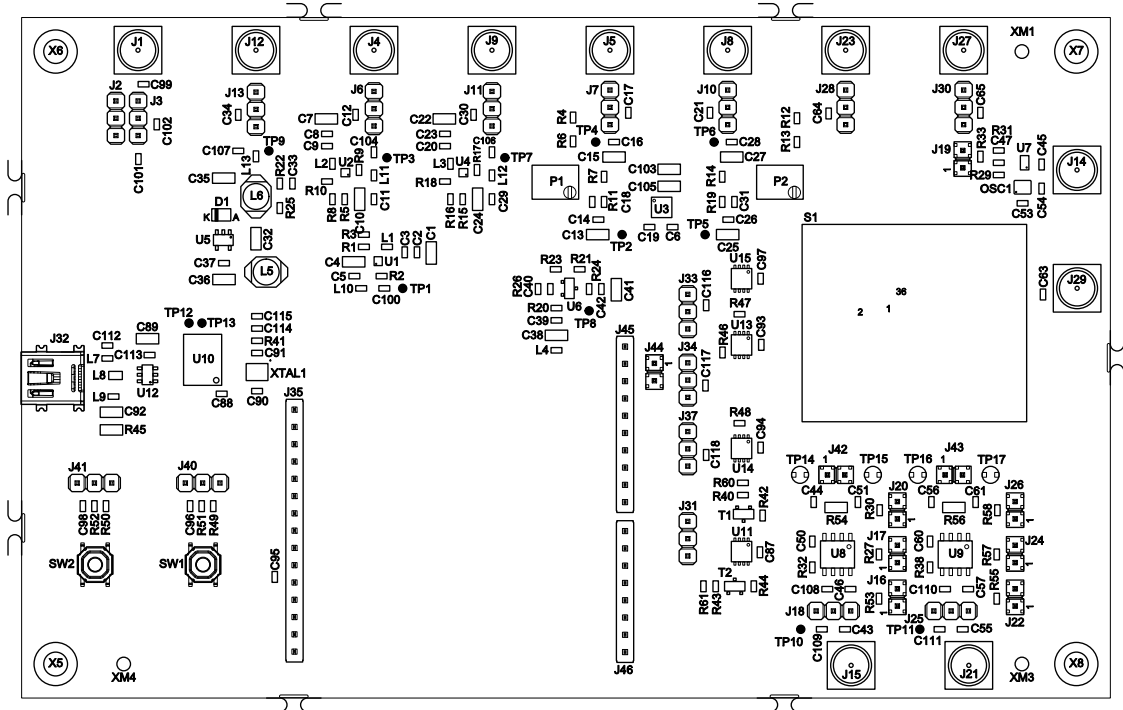 X6
J1
J12
J4
J9
J5
J8
J23
J27
XM1
X7
J2
J3
C99
C102
C101
J13
C34
TP9
C107
L13
R22
C33
C35
L6
R25
D1
K
A
U5
C32
C37
C36
L5
J6
C12
C7
C8
C9
C104
L2
U2
R9
TP3
L11
R10
R8
R5
C10
C11
R3
R1
L1
C3
C2
C1
C4
U1
C5
R2
L10
C100
TP1
J11
C30
C22
C23
C20
C106
L3
U4
R17
TP7
L12
R18
R16
R15
C24
C29
J7
C17
R4
R6
TP4
C16
C15
P1
R7
R11
C18
C103
C105
U3
C14
C13
TP2
C19
C6
J10
C21
TP6
C28
C27
R14
P2
R19
C31
C26
TP5
C25
R12
R13
J28
C64
J30
C65
R33
J19
1
R31
C47
R29
OSC1
U7
C45
C54
C53
J14
S1
36
2
1
C63
J29
R23
R21
R26
C40
R24
U6
C42
C41
R20
TP8
C39
C38
L4
U15
C97
J33
C116
R47
U13
C93
R46
J45
J44
1
J34
C117
J37
C118
R48
C94
U14
R60
R40
R42
T1
J31
U11
C87
T2
R61
R43
R44
J46
TP12
TP13
C115
C114
R41
C91
U10
XTAL1
C88
C90
J32
C112
C89
L7
C113
L8
U12
L9
C92
R45
J35
J41
J40
C98
R52
R50
C96
R51
R49
SW2
SW1
C95
TP14
J42
1
TP15
TP16
J43
1
TP17
C44
C51
R54
J20
R30
1
C56
C61
R56
J26
R58
1
C50
R32
U8
J17
R27
C60
R38
U9
J24
R57
C108
C46
J16
R53
1
C110
C57
R55
1
J22
J18
J25
TP10
C109
C43
TP11
C111
C55
J15
J21
X5
XM4
XM3
X8